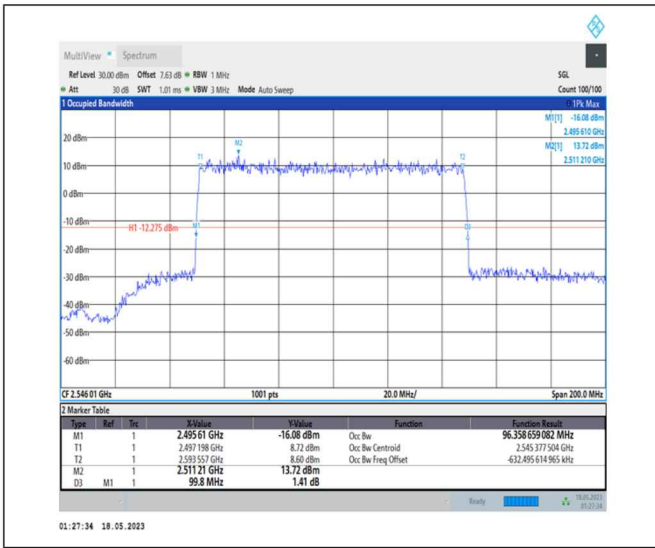 MultiView Spectrum
Ref Level 30.00 dBm Offset 7.63 dB RBW 1 MHz SGL
Att 30 dB SWT 1.01 ms VBW 3 MHz Mode Auto Sweep Count 100/100
1 Occupied Bandwidth 1Pk Max
M1[1] -16.08 dBm
2.495 610 GHz
M2[1] 13.72 dBm
2.511 210 GHz
20 dBm
M2
T1 T2
10 dBm
0 dBm
-10 dBm
H1 -12.275 dBm M1 D3
-20 dBm
-30 dBm
-40 dBm
-50 dBm
-60 dBm
CF 2.546 01 GHz 1001 pts 20.0 MHz/ Span 200.0 MHz
2 Marker Table
Type Ref Trc X-Value Y-Value Function Function Result
M1 1 2.495 61 GHz -16.08 dBm Occ Bw 96.358 659 082 MHz
T1 1 2.497 198 GHz 8.72 dBm Occ Bw Centroid 2.545 377 504 GHz
T2 1 2.593 557 GHz 8.60 dBm Occ Bw Freq Offset -632.495 614 965 kHz
M2 1 2.511 21 GHz 13.72 dBm
D3 M1 1 99.8 MHz 1.41 dB
Ready 18.05.2023
01:27:34
01:27:34 18.05.2023